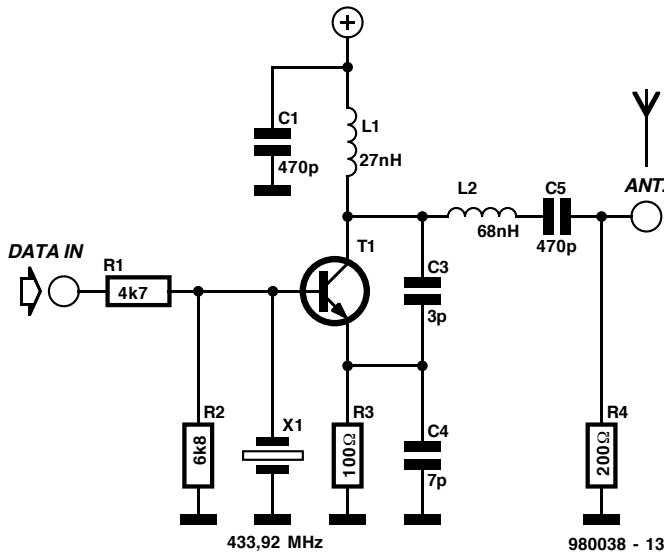 C1
470p
L1
27nH
L2
68nH
C5
470p
ANT.
DATA IN
R1
4k7
T1
C3
3p
R2
6k8
X1
R3
100Ω
C4
7p
R4
200Ω
433,92 MHz
980038 - 13